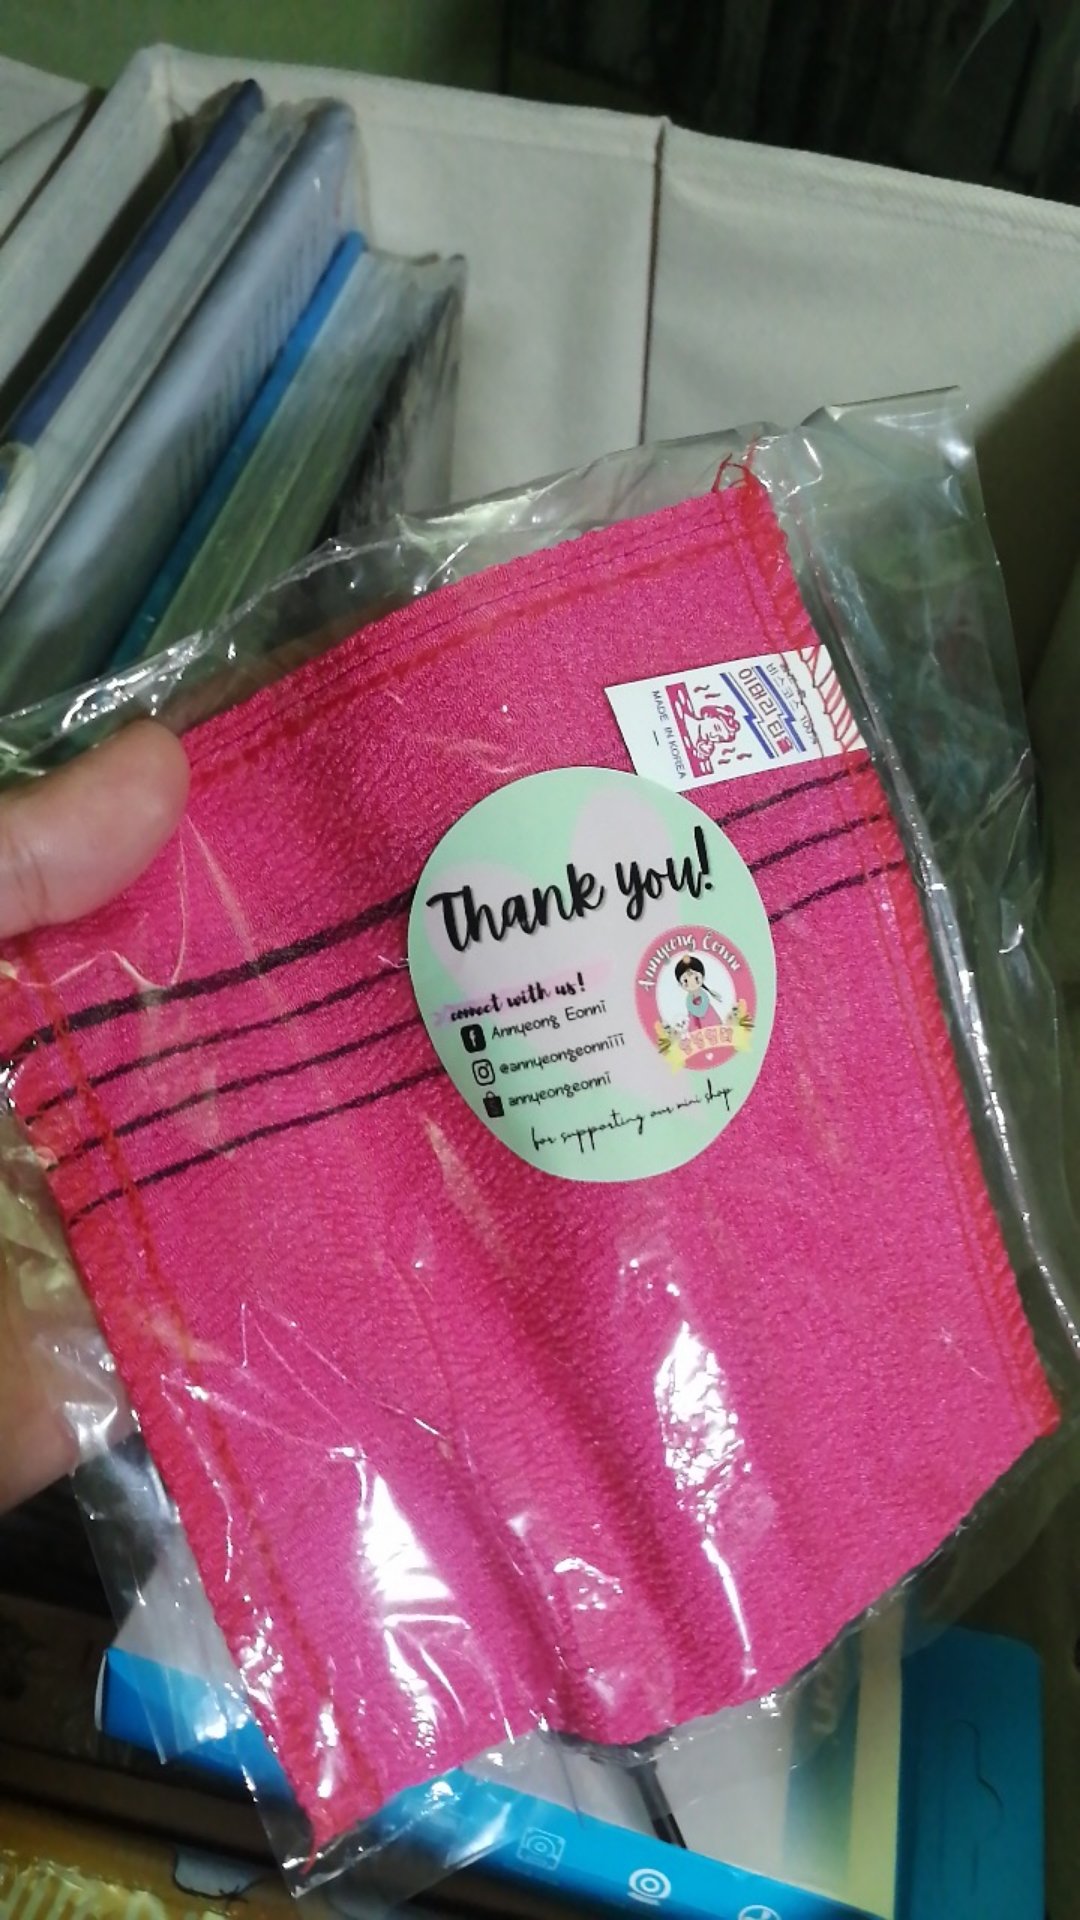 Thank you!
connect with us!
Annyeong Eonni
@annyeongeonniii
annyeongeonni
for supporting our mini shop
Annyeong Eonni
이태리타올
MADE IN KOREA